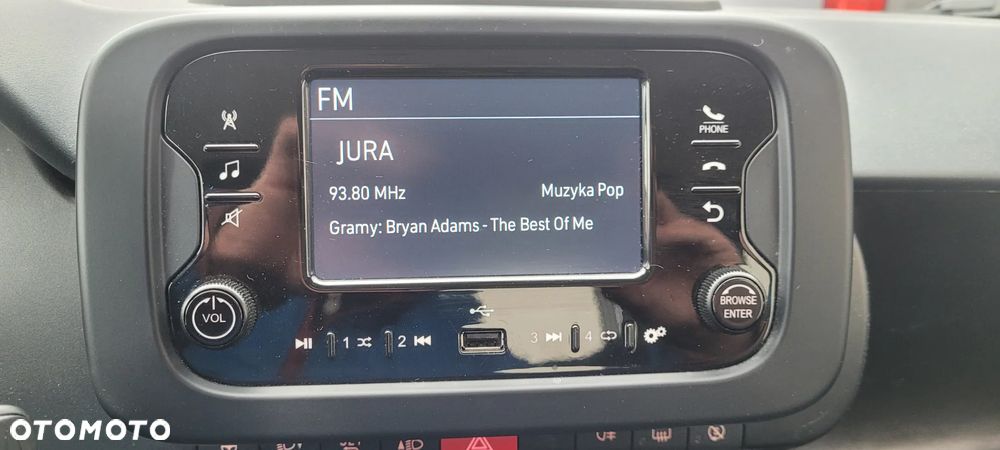 FM
JURA
93.80 MHz Muzyka Pop
Gramy: Bryan Adams - The Best Of Me
PHONE
VOL
BROWSE
ENTER
1 2 3 4
OTOMOTO